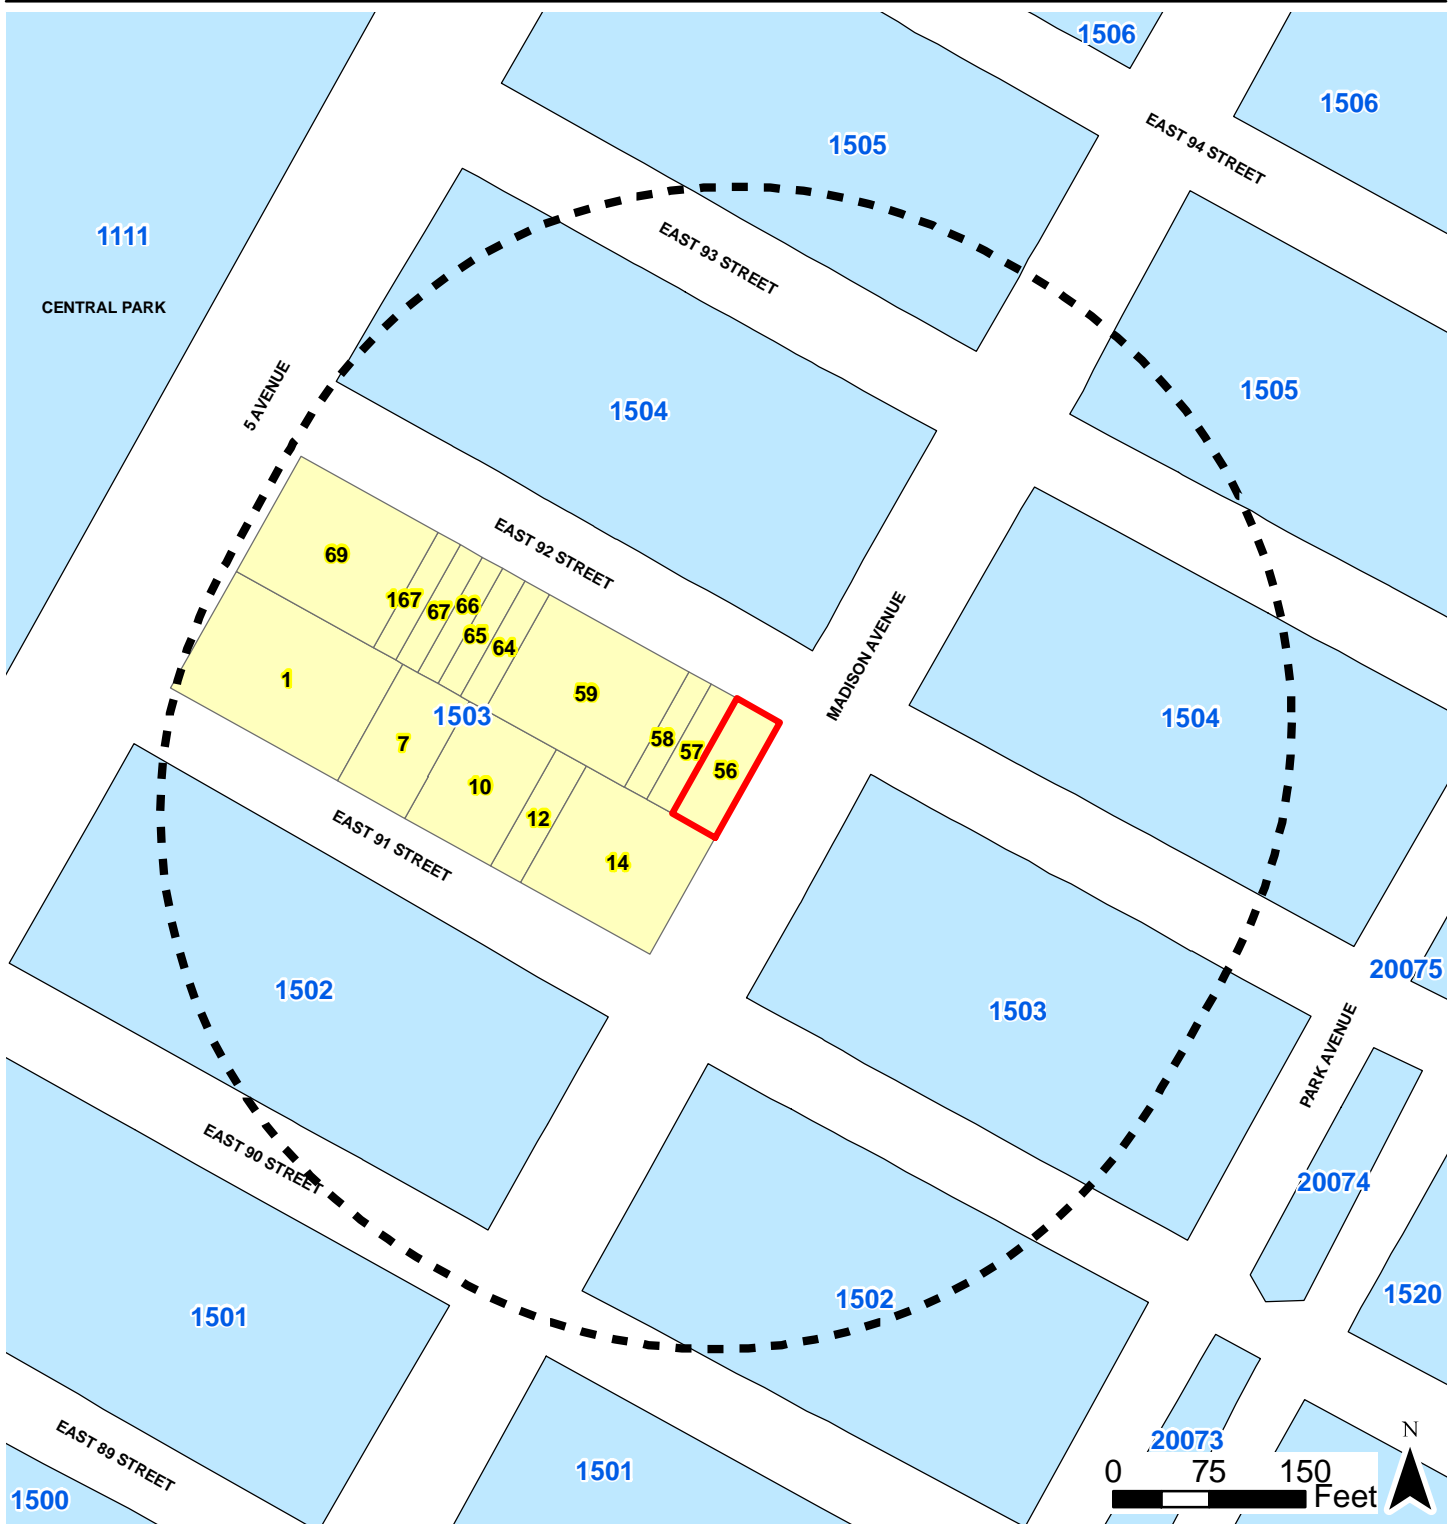 1506
1506
EAST 94 STREET
1505
1111
EAST 93 STREET
CENTRAL PARK
5 AVENUE
1505
1504
EAST 92 STREET
69
167
67
66
65
64
MADISON AVENUE
1
59
1503
1504
7
58
57
56
10
12
EAST 91 STREET
14
20075
1502
1503
PARK AVENUE
EAST 90 STREET
20074
1502
1520
1501
EAST 89 STREET
20073
N
1501
0 75 150
Feet
1500